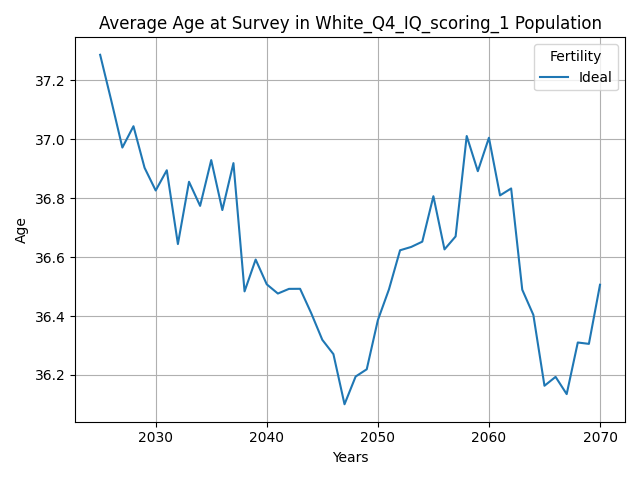 Average Age at Survey in White_Q4_IQ_scoring_1 Population
Fertility
Ideal
37.2
37.0
36.8
36.6
36.4
36.2
Age
2030 2040 2050 2060 2070
Years